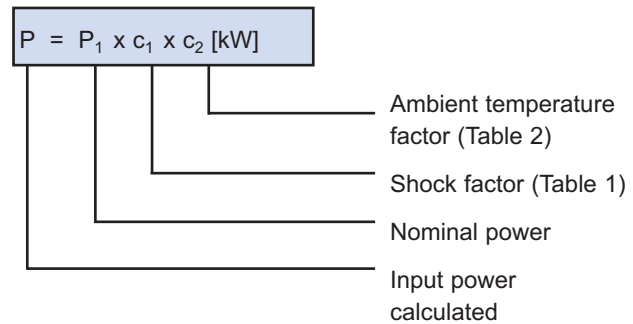 P = P₁ x c₁ x c₂ [kW]
Ambient temperature
factor (Table 2)
Shock factor (Table 1)
Nominal power
Input power
calculated